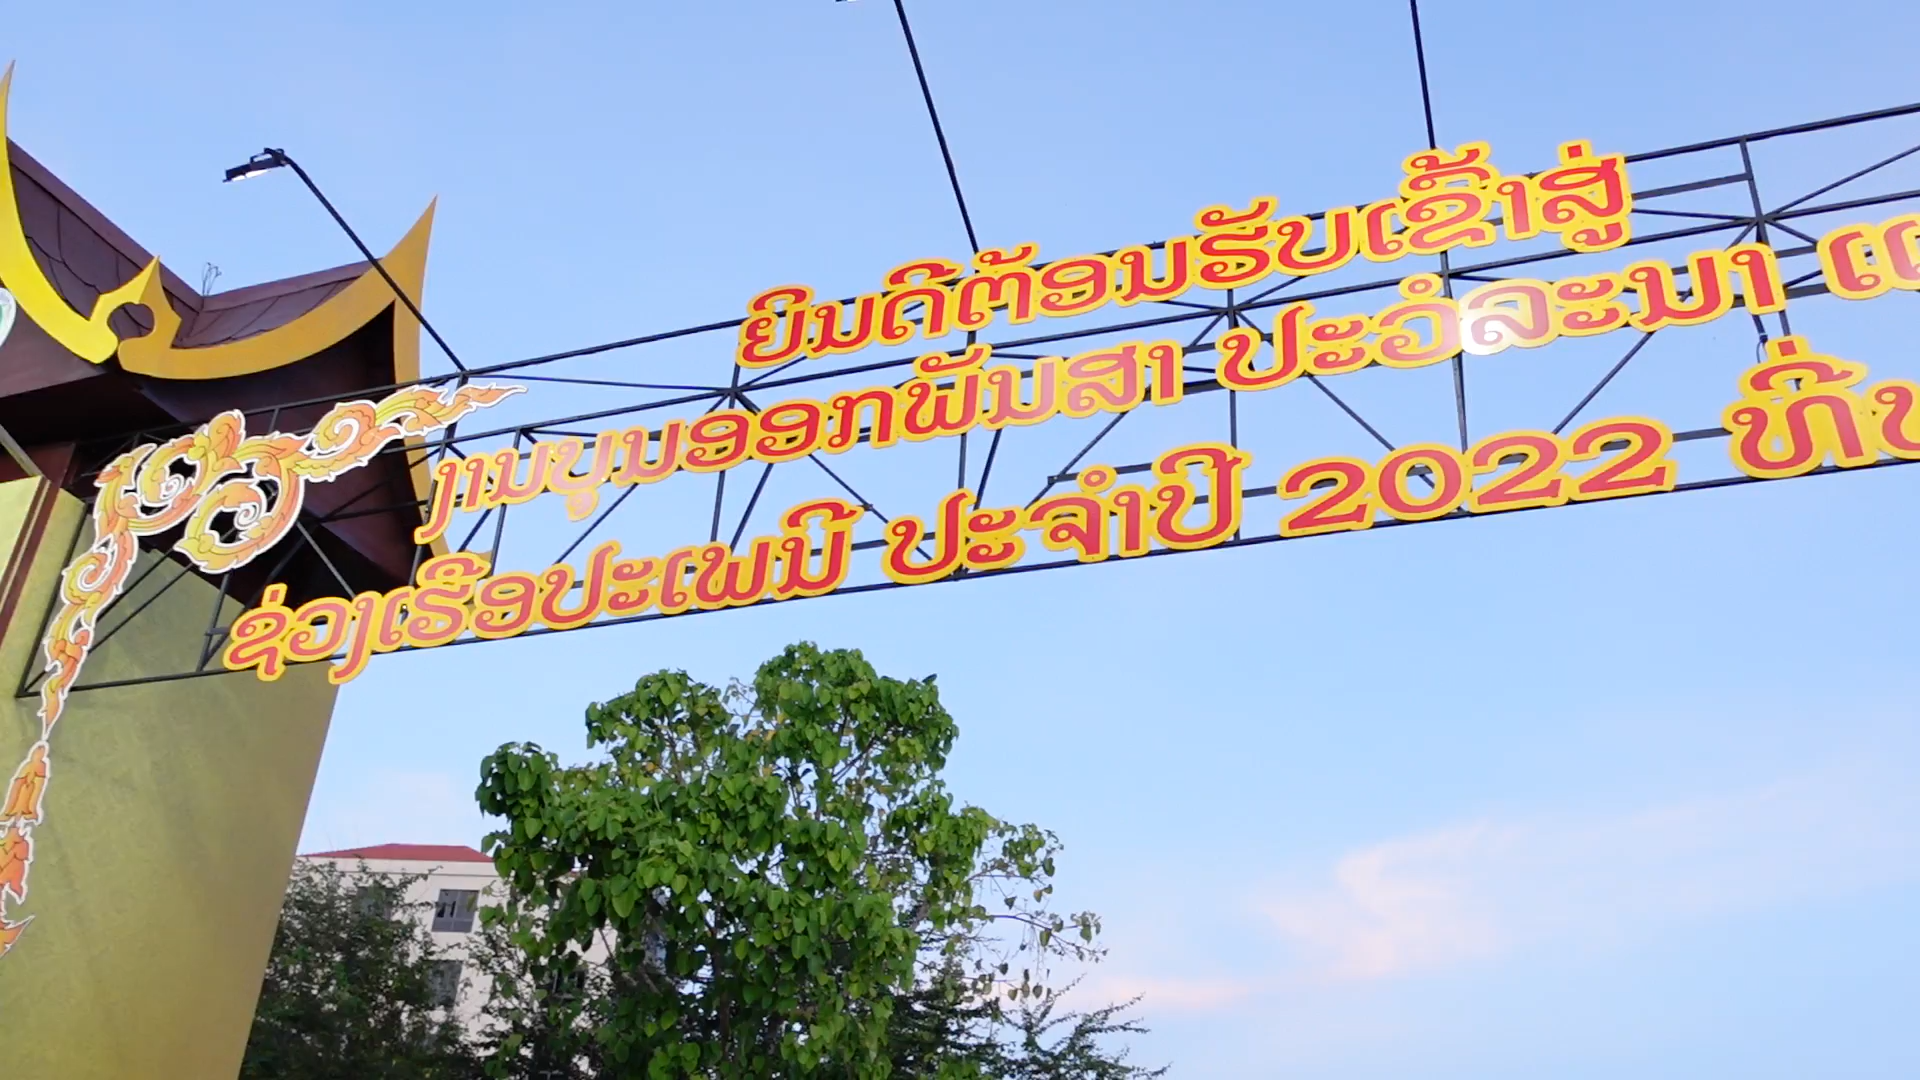 ຍິນດີຕ້ອນຮັບເຂົ້າສູ່
ງານບຸນອອກພັນສາ ປະວໍລະນາ
ຊ່ວງເຮືອປະເພນີ ປະຈຳປີ 2022